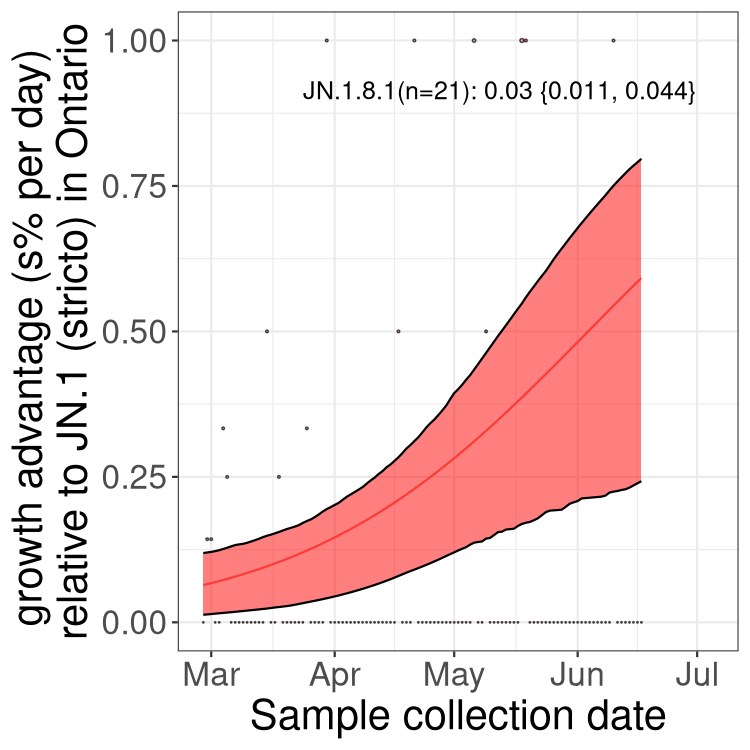 growth advantage (s% per day)
relative to JN.1 (stricto) in Ontario
1.00
0.75
0.50
0.25
0.00
JN.1.8.1(n=21): 0.03 {0.011, 0.044}
Mar Apr May Jun Jul
Sample collection date